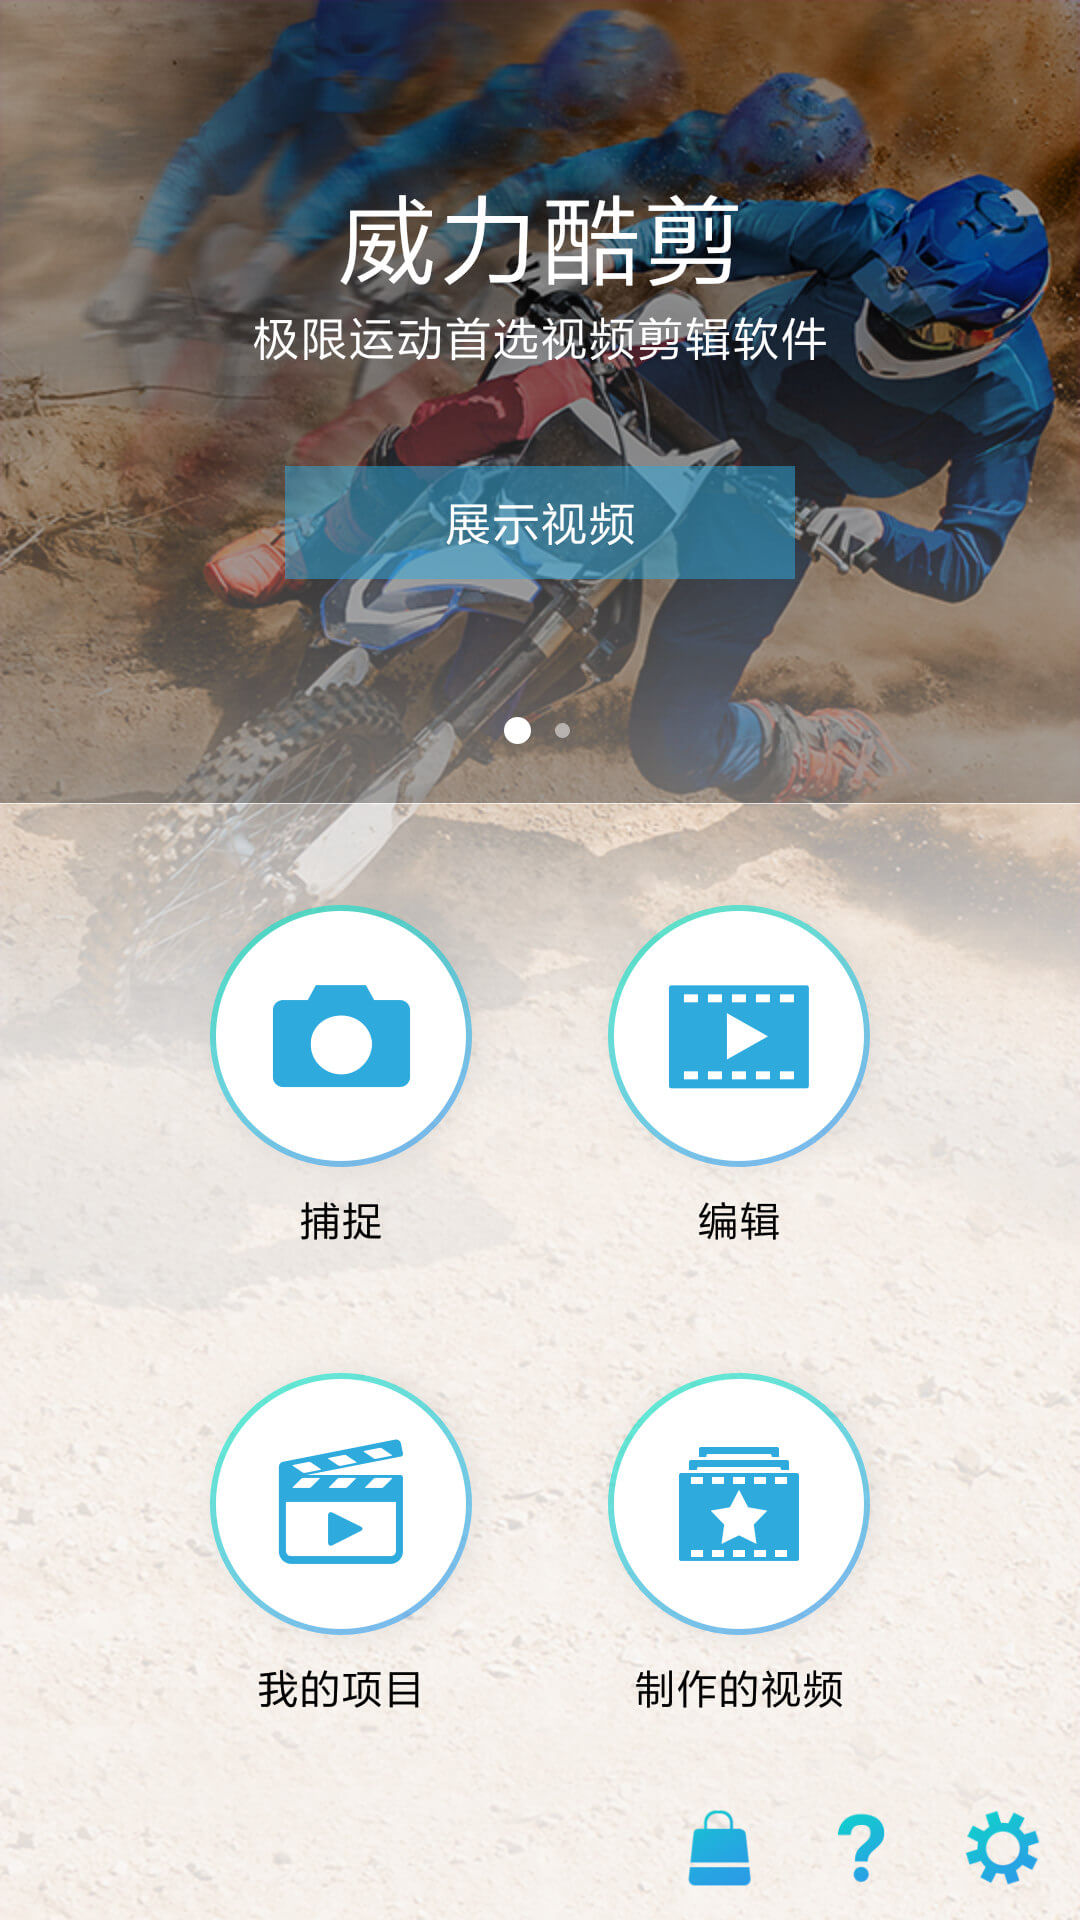 威力酷剪
极限运动首选视频剪辑软件
展示视频
捕捉
编辑
我的项目
制作的视频